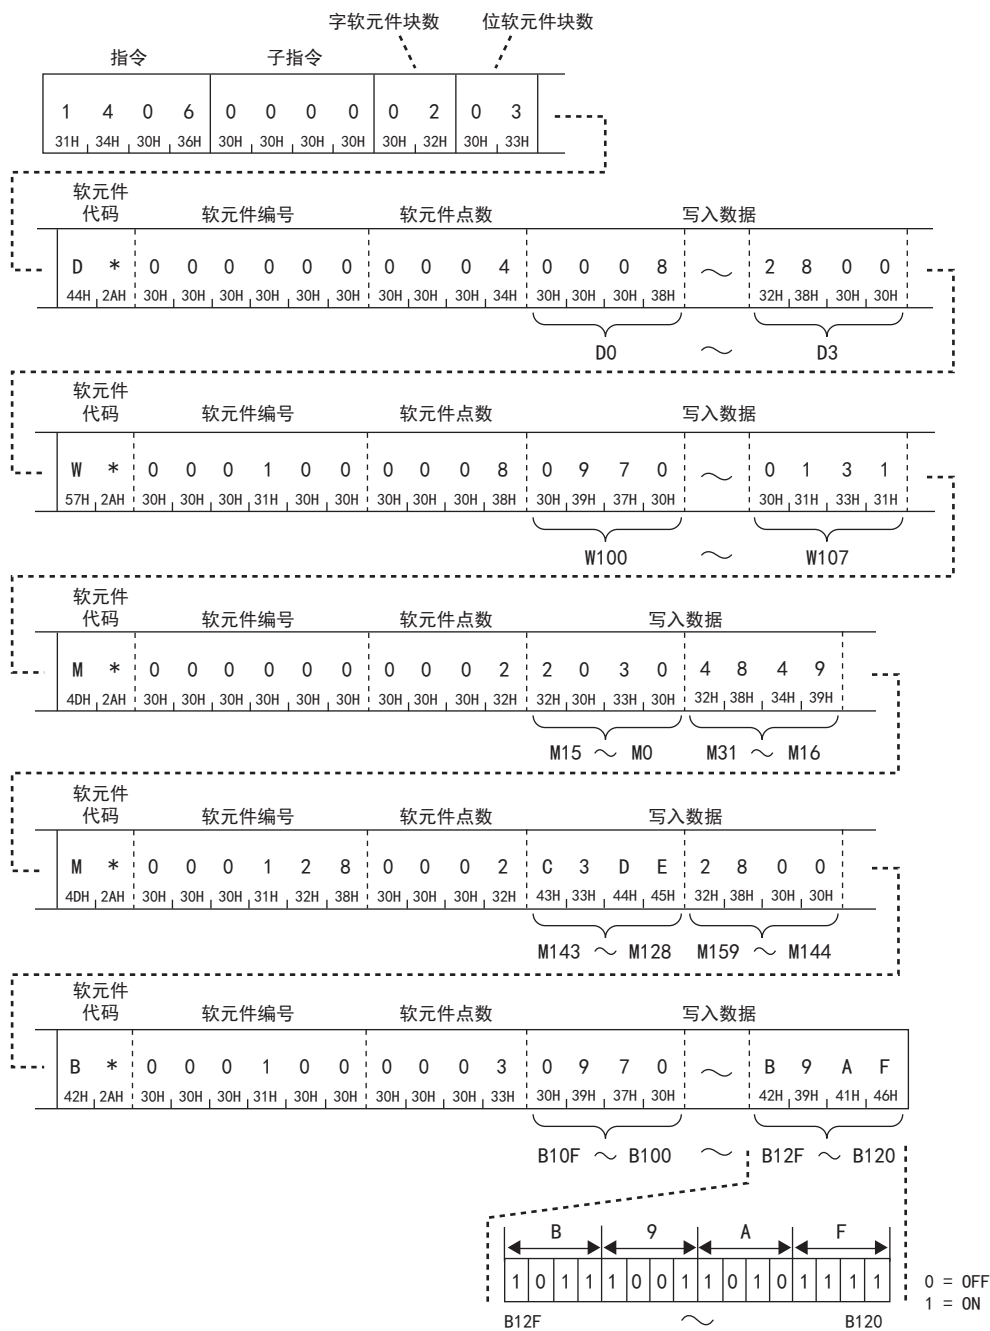 字软元件块数 位软元件块数
指令 子指令
1 4 0 6 0 0 0 0 0 2 0 3
31H 34H 30H 36H 30H 30H 30H 30H 30H 32H 30H 33H
软元件
代码 软元件编号 软元件点数 写入数据
D * 0 0 0 0 0 0 0 0 0 4 0 0 0 8 ～ 2 8 0 0
44H 2AH 30H 30H 30H 30H 30H 30H 30H 30H 30H 34H 30H 30H 30H 38H 32H 38H 30H 30H
D0 ～ D3
软元件
代码 软元件编号 软元件点数 写入数据
W * 0 0 0 1 0 0 0 0 0 8 0 9 7 0 ～ 0 1 3 1
57H 2AH 30H 30H 30H 31H 30H 30H 30H 30H 30H 38H 30H 39H 37H 30H 30H 31H 33H 31H
W100 ～ W107
软元件
代码 软元件编号 软元件点数 写入数据
M * 0 0 0 0 0 0 0 0 0 2 2 0 3 0 4 8 4 9
4DH 2AH 30H 30H 30H 30H 30H 30H 30H 30H 30H 32H 32H 30H 33H 30H 32H 38H 34H 39H
M15 ～ M0 M31 ～ M16
软元件
代码 软元件编号 软元件点数 写入数据
M * 0 0 0 1 2 8 0 0 0 2 C 3 D E 2 8 0 0
4DH 2AH 30H 30H 30H 31H 32H 38H 30H 30H 30H 32H 43H 33H 44H 45H 32H 38H 30H 30H
M143 ～ M128 M159 ～ M144
软元件
代码 软元件编号 软元件点数 写入数据
B * 0 0 0 1 0 0 0 0 0 3 0 9 7 0 ～ B 9 A F
42H 2AH 30H 30H 30H 31H 30H 30H 30H 30H 30H 33H 30H 39H 37H 30H 42H 39H 41H 46H
B10F ～ B100 ～ B12F ～ B120
B 9 A F
1 0 1 1 1 0 0 1 1 0 1 0 1 1 1 1 0 = OFF
1 = ON
B12F ～ B120